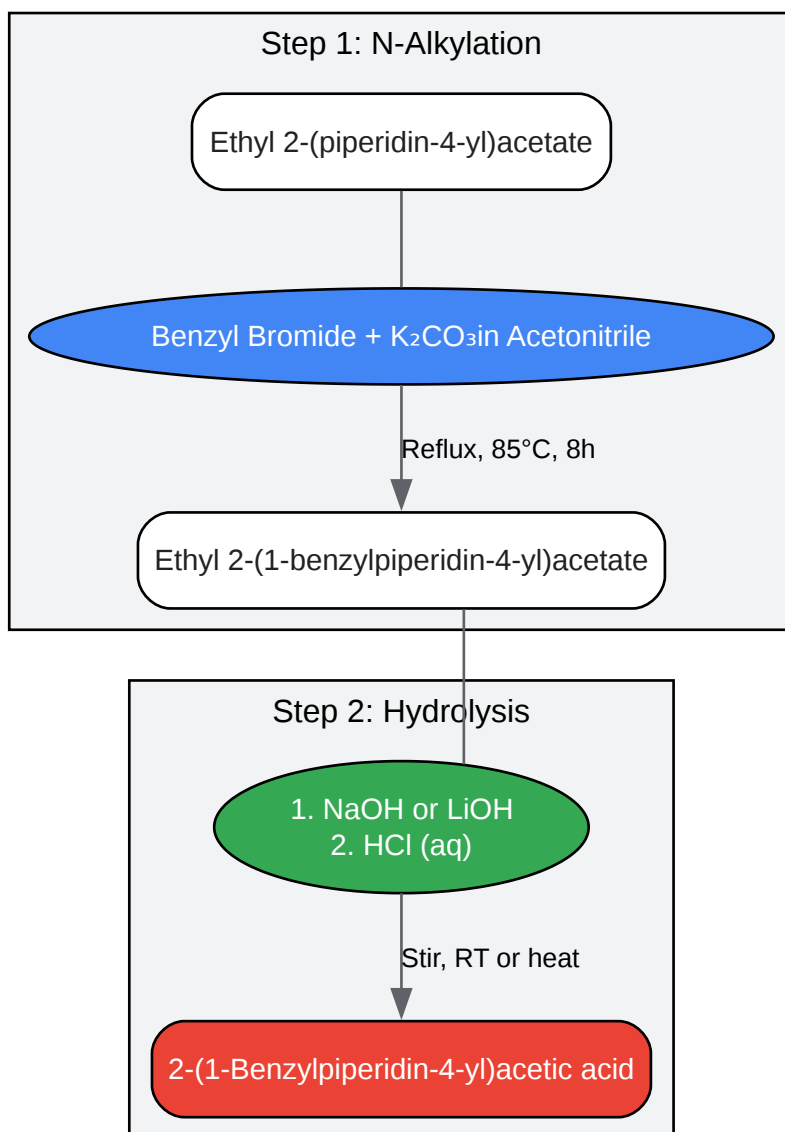 Step 1: N-Alkylation
Ethyl 2-(piperidin-4-yl)acetate
Benzyl Bromide + K₂CO₃in Acetonitrile
Reflux, 85°C, 8h
Ethyl 2-(1-benzylpiperidin-4-yl)acetate
Step 2: Hydrolysis
1. NaOH or LiOH
2. HCl (aq)
Stir, RT or heat
2-(1-Benzylpiperidin-4-yl)acetic acid